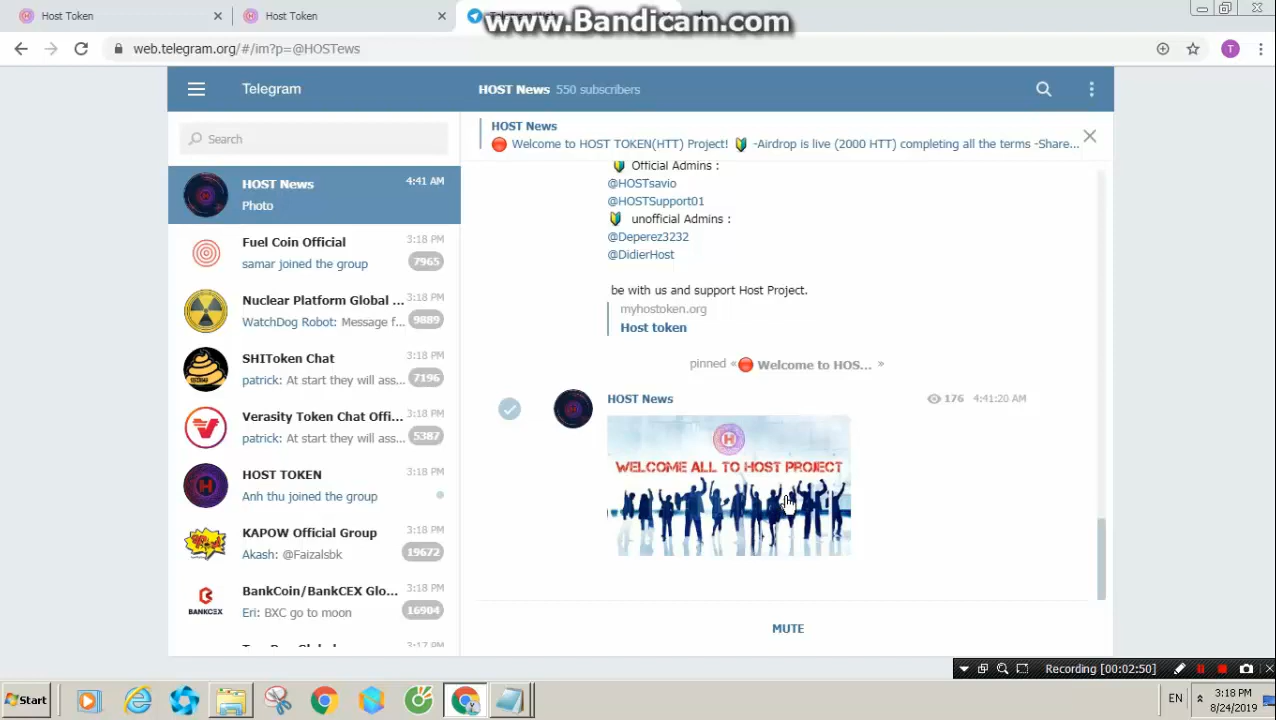 Host Token
Host Token
www.Bandicam.com
web.telegram.org/#/im?p=@HOSTews
T
Telegram
HOST News 550 subscribers
Search
HOST News
Welcome to HOST TOKEN(HTT) Project! -Airdrop is live (2000 HTT) completing all the terms -Share...
HOST News 4:41 AM
Photo
Fuel Coin Official 3:18 PM
samar joined the group 7965
Nuclear Platform Global ... 3:18 PM
WatchDog Robot: Message f... 9889
SHIToken Chat 3:18 PM
patrick: At start they will ass... 7196
Verasity Token Chat Offi... 3:18 PM
patrick: At start they will ass... 5387
HOST TOKEN 3:18 PM
Anh thu joined the group
KAPOW Official Group 3:18 PM
Akash: @Faizalsbk 19672
BANKCEX
BankCoin/BankCEX Glo... 3:18 PM
Eri: BXC go to moon 16904
3:17 PM
Official Admins :
@HOSTsavio
@HOSTSupport01
unofficial Admins :
@Deperez3232
@DidierHost
be with us and support Host Project.
myhostoken.org
Host token
pinned « Welcome to HOS... »
HOST News 176 4:41:20 AM
H
WELCOME ALL TO HOST PROJECT
MUTE
Recording [00:02:50]
Start
EN
3:18 PM
8/24/2019